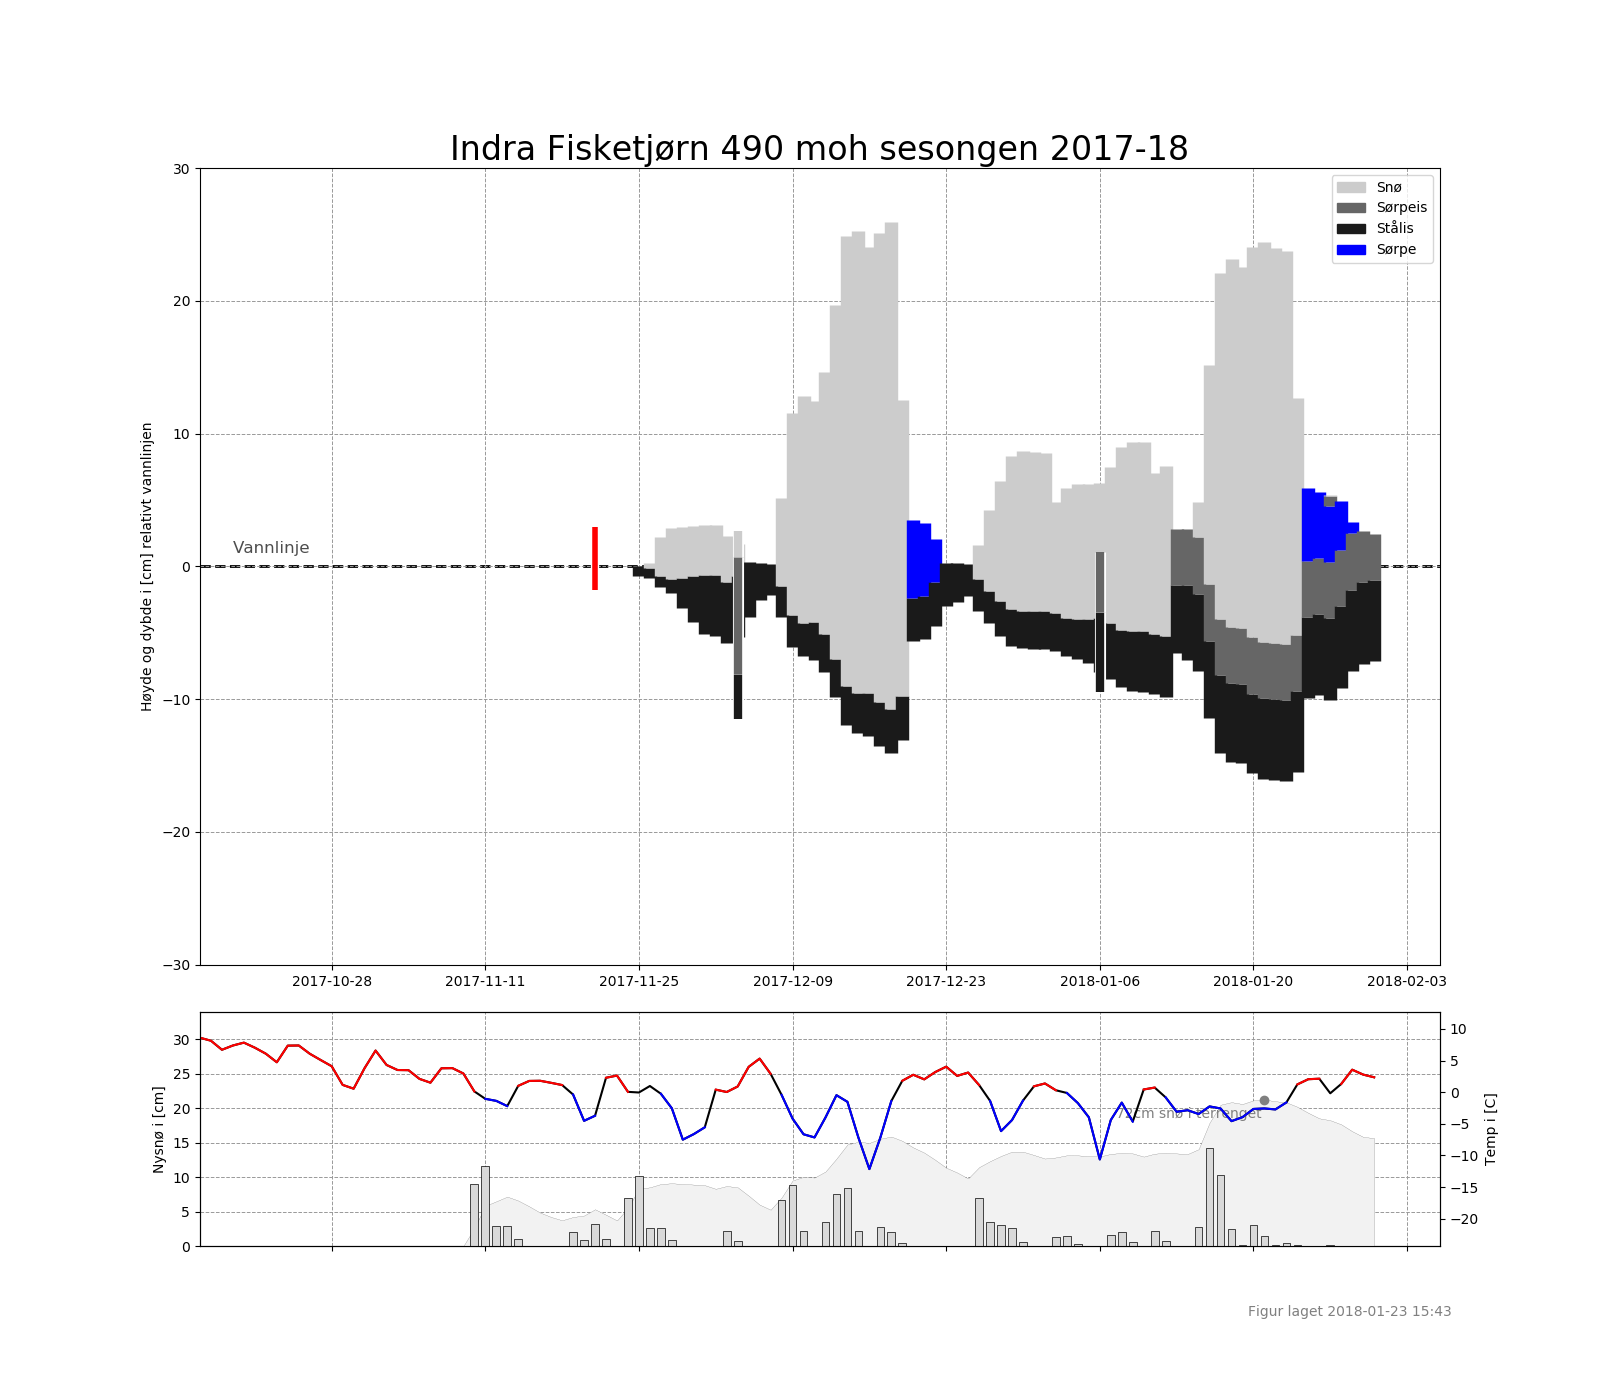 Indra Fisketjørn 490 moh sesongen 2017-18
Høyde og dybde i [cm] relativt vannlinjen
30
20
10
0
−10
−20
−30
Snø
Sørpeis
Stålis
Sørpe
Vannlinje
2017-10-28 2017-11-11 2017-11-25 2017-12-09 2017-12-23 2018-01-06 2018-01-20 2018-02-03
Nysnø i [cm]
30
25
20
15
10
5
0
72cm snø i terrenget
10
5
0
−5
−10
−15
−20
Temp i [C]
Figur laget 2018-01-23 15:43